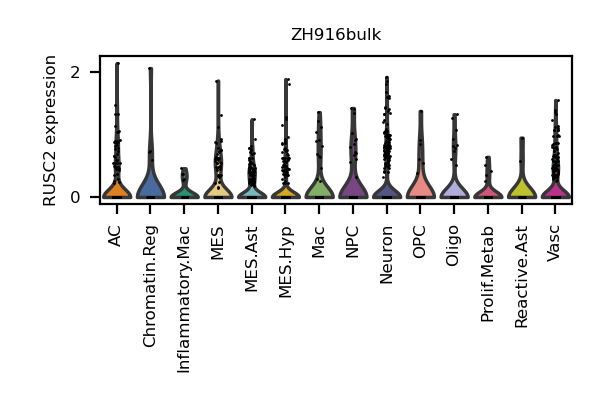 ZH916bulk
RUSC2 expression
2
0
AC
Chromatin.Reg
Inflammatory.Mac
MES
MES.Ast
MES.Hyp
Mac
NPC
Neuron
OPC
Oligo
Prolif.Metab
Reactive.Ast
Vasc